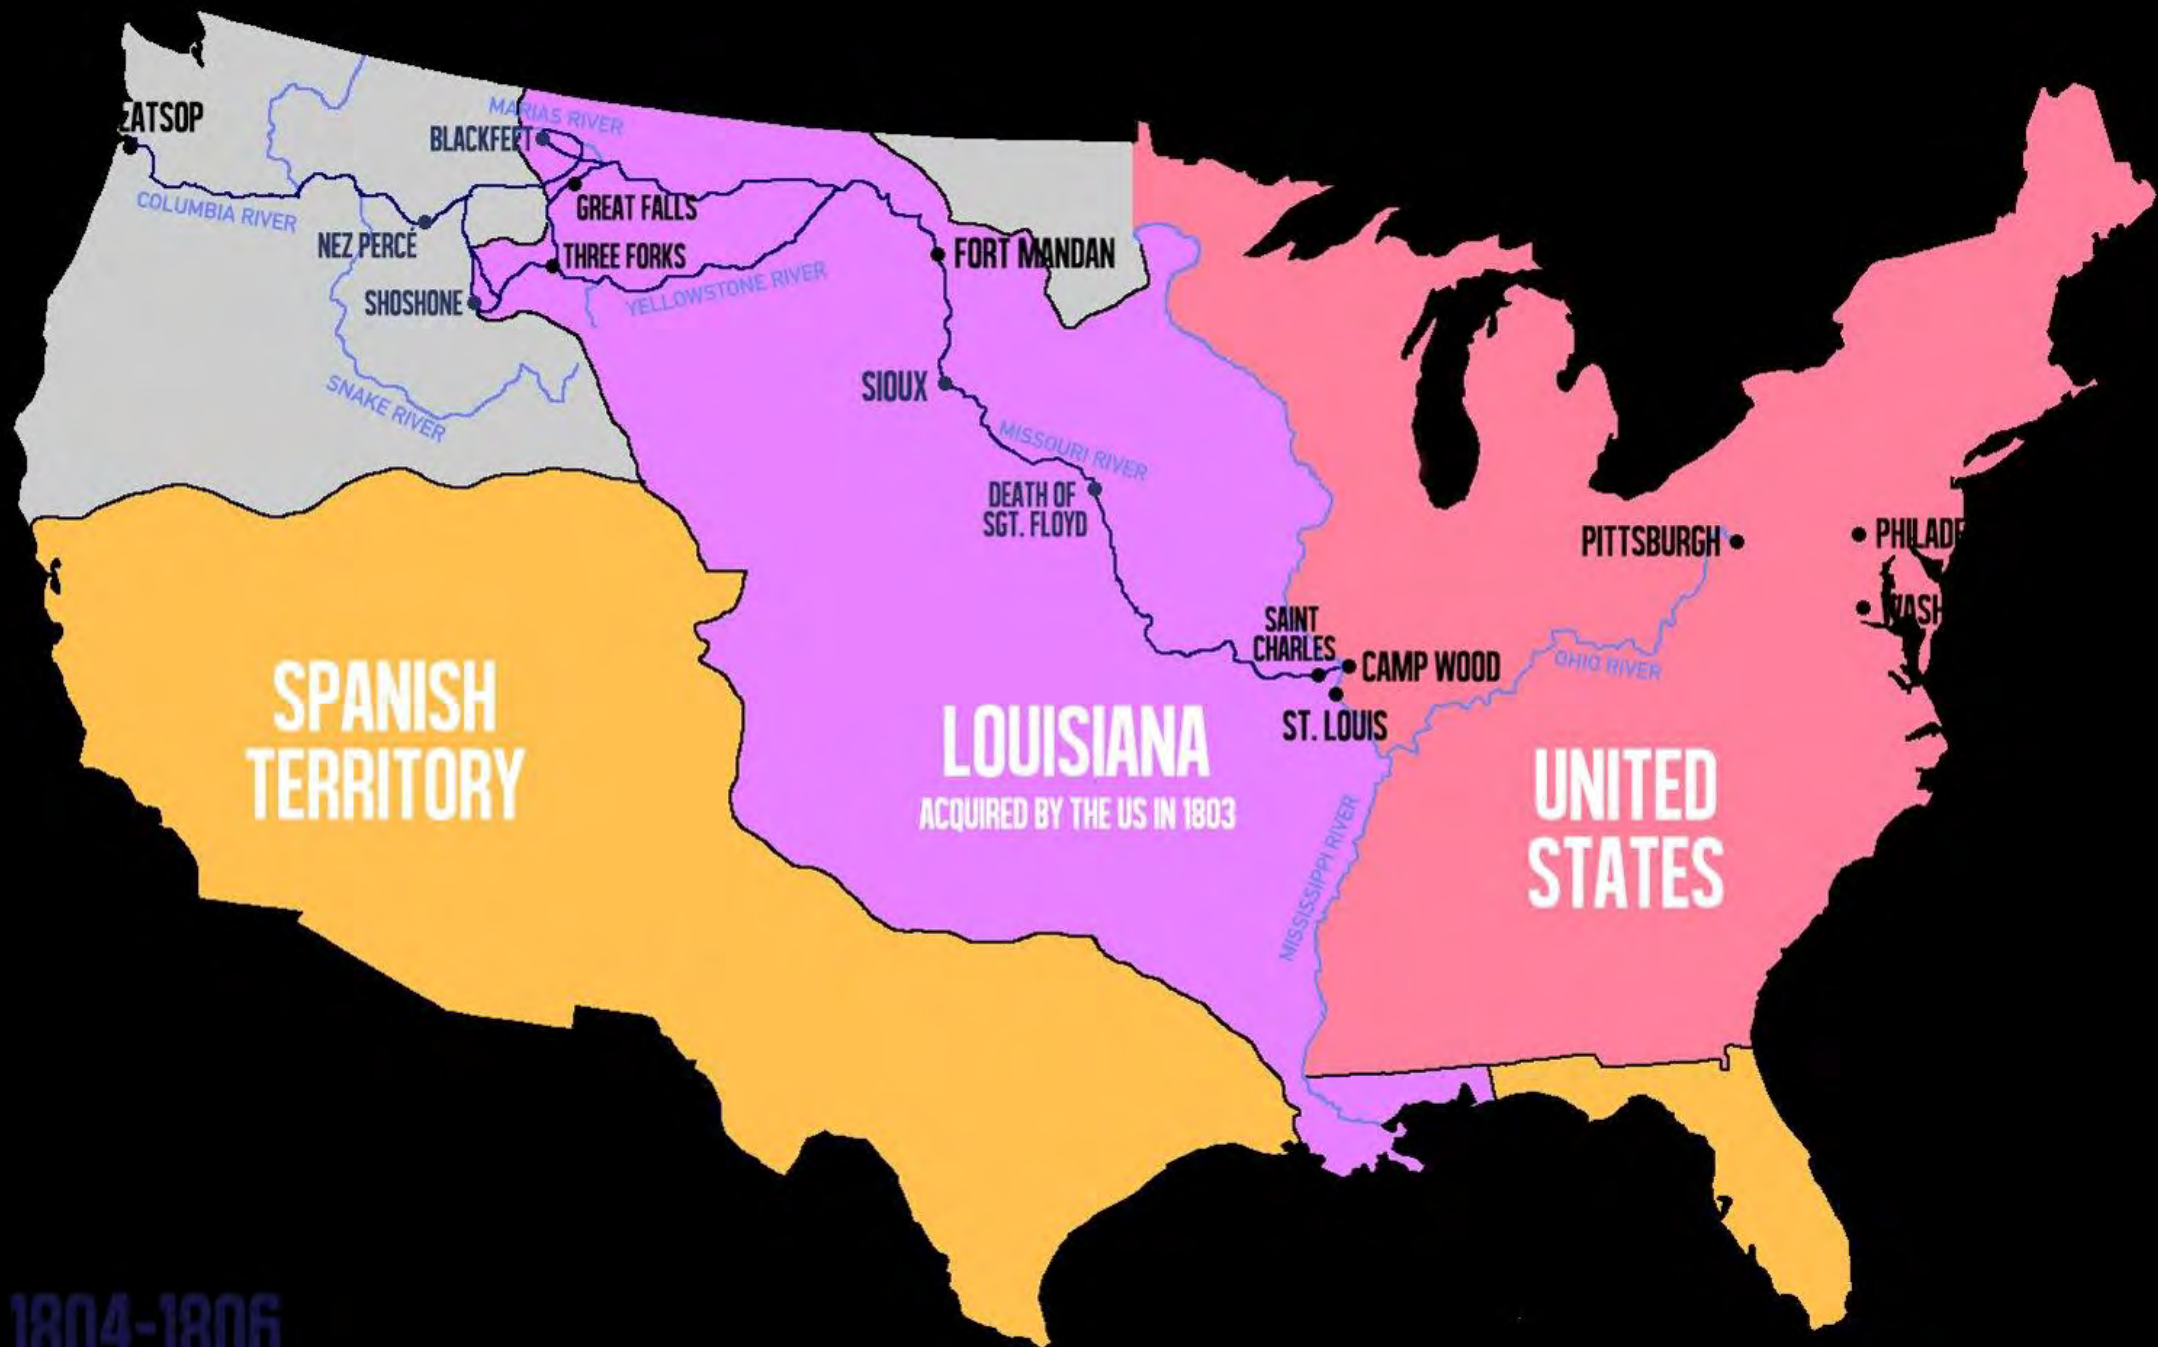 MARIAS RIVER
ATSOP
BLACKFEET
COLUMBIA RIVER
GREAT FALLS
NEZ PERCÉ
THREE FORKS
FORT MANDAN
SHOSHONE
YELLOWSTONE RIVER
SNAKE RIVER
SIOUX
MISSOURI RIVER
DEATH OF
SGT. FLOYD
PITTSBURGH
PHILADE
WASH
SAINT
CHARLES
CAMP WOOD
OHIO RIVER
ST. LOUIS
SPANISH
TERRITORY
LOUISIANA
ACQUIRED BY THE US IN 1803
UNITED
STATES
MISSISSIPPI RIVER
1804-1806